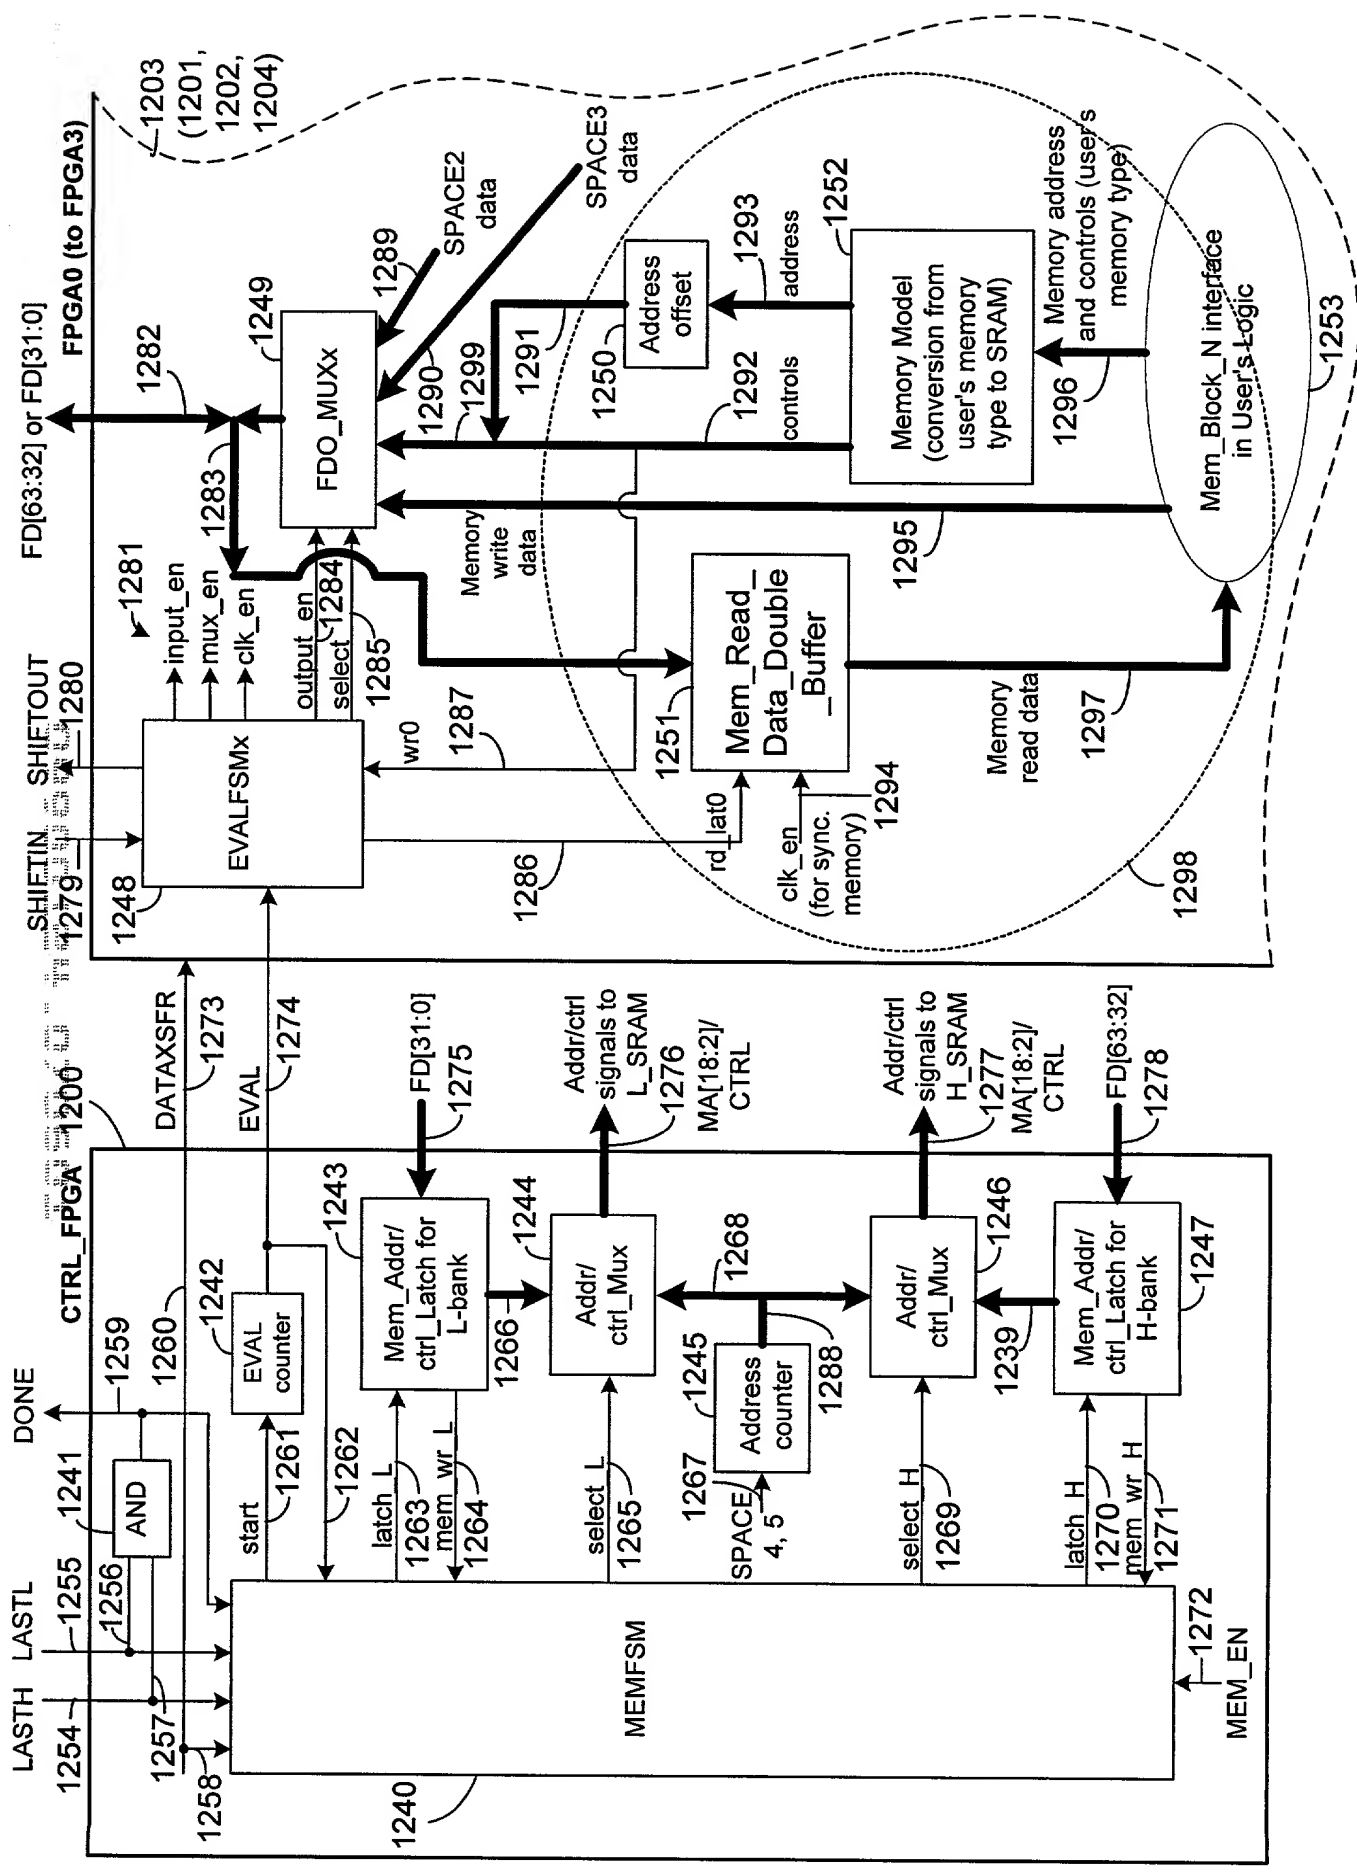 LASTH
LASTL
DONE
1254
1255
1256
1257
1258
1241
AND
1259
1260
CTRL_FPGA
1200
MEMFSM
1240
MEM_EN
1272
start
1261
1262
EVAL
counter
1242
latch_L
1263
mem_wr_L
1264
Mem_Addr/
ctrl_Latch for
L-bank
1243
FD[31:0]
1275
1266
select_L
1265
Addr/
ctrl_Mux
1244
Addr/ctrl
signals to
L_SRAM
1276
MA[18:2]/
CTRL
SPACE
4, 5
1267
Address
counter
1245
1288
1268
select_H
1269
Addr/
ctrl_Mux
1246
Addr/ctrl
signals to
H_SRAM
1277
MA[18:2]/
CTRL
1239
latch_H
1270
mem_wr_H
1271
Mem_Addr/
ctrl_Latch for
H-bank
1247
FD[63:32]
1278
DATAXSFR
1273
EVAL
1274
SHIFTIN
1279
SHIFTOUT
1280
FD[63:32] or FD[31:0]
1282
FPGA0 (to FPGA3)
1203
(1201,
1202,
1204)
EVALFSMx
1248
1281
input_en
mux_en
clk_en
output_en
1284
select
1285
1283
FDO_MUXx
1249
1289
SPACE2
data
SPACE3
data
1290
1299
1291
wr0
1287
1286
rd_lat0
Memory
write
data
Address
offset
1250
1293
address
1292
controls
Mem_Read_
Data_Double
_Buffer
1251
clk_en
(for sync.
memory)
1294
1295
Memory Model
(conversion from
user's memory
type to SRAM)
1252
Memory
read data
1297
1296
Memory address
and controls (user's
memory type)
Mem_Block_N interface
in User's Logic
1253
1298